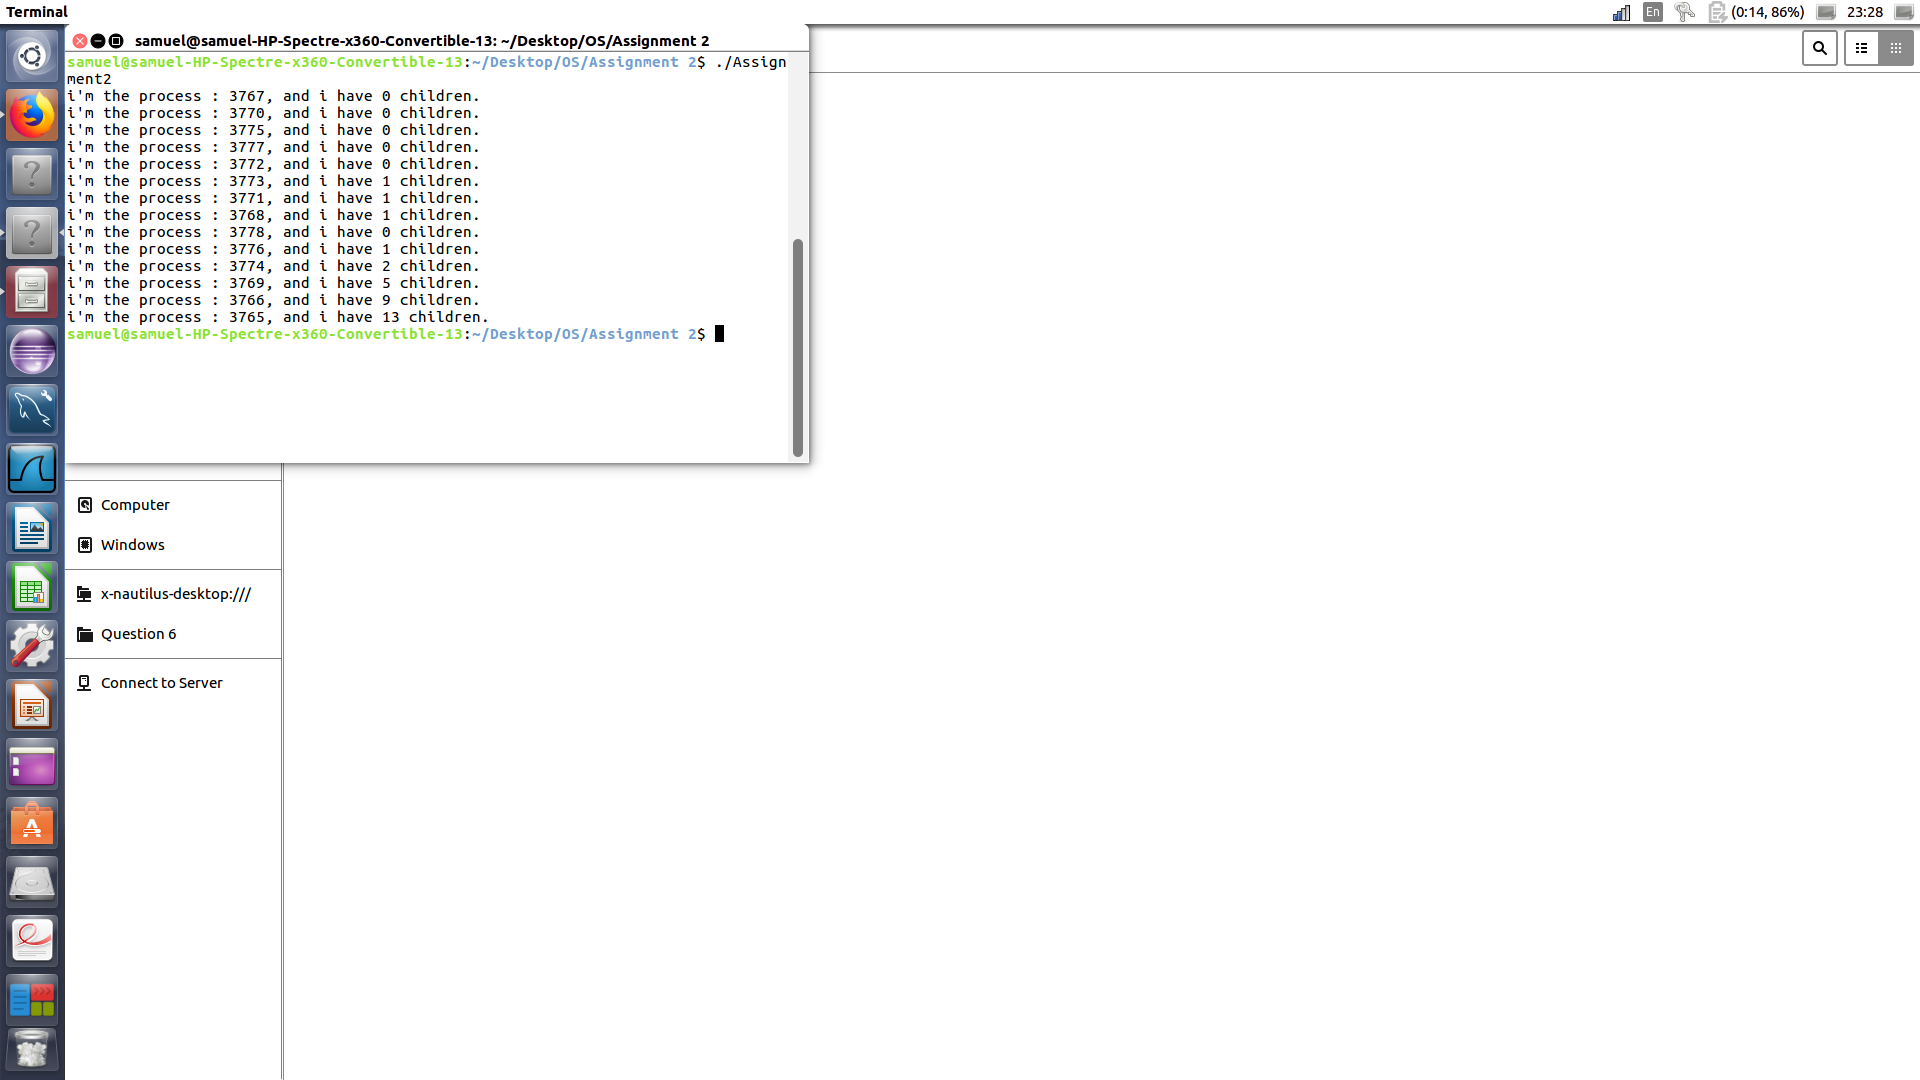 Terminal
En
(0:14, 86%)
23:28
samuel@samuel-HP-Spectre-x360-Convertible-13: ~/Desktop/OS/Assignment 2
samuel@samuel-HP-Spectre-x360-Convertible-13:~/Desktop/OS/Assignment 2$ ./Assign
ment2
i'm the process : 3767, and i have 0 children.
i'm the process : 3770, and i have 0 children.
i'm the process : 3775, and i have 0 children.
i'm the process : 3777, and i have 0 children.
i'm the process : 3772, and i have 0 children.
i'm the process : 3773, and i have 1 children.
i'm the process : 3771, and i have 1 children.
i'm the process : 3768, and i have 1 children.
i'm the process : 3778, and i have 0 children.
i'm the process : 3776, and i have 1 children.
i'm the process : 3774, and i have 2 children.
i'm the process : 3769, and i have 5 children.
i'm the process : 3766, and i have 9 children.
i'm the process : 3765, and i have 13 children.
samuel@samuel-HP-Spectre-x360-Convertible-13:~/Desktop/OS/Assignment 2$
Computer
Windows
x-nautilus-desktop:///
Question 6
Connect to Server